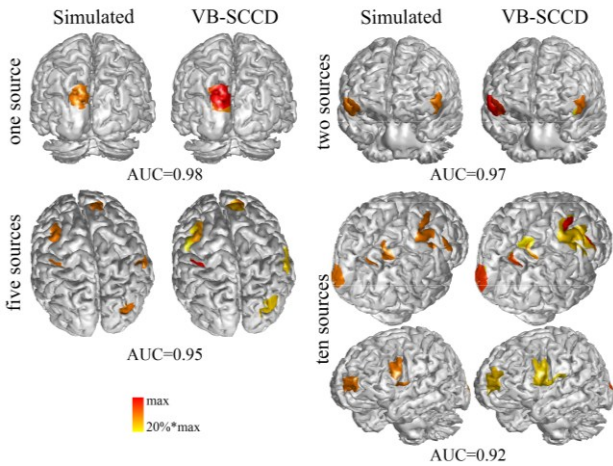 Simulated VB-SCCD
one source
AUC=0.98
Simulated VB-SCCD
two sources
AUC=0.97
five sources
AUC=0.95
ten sources
AUC=0.92
max
20%*max